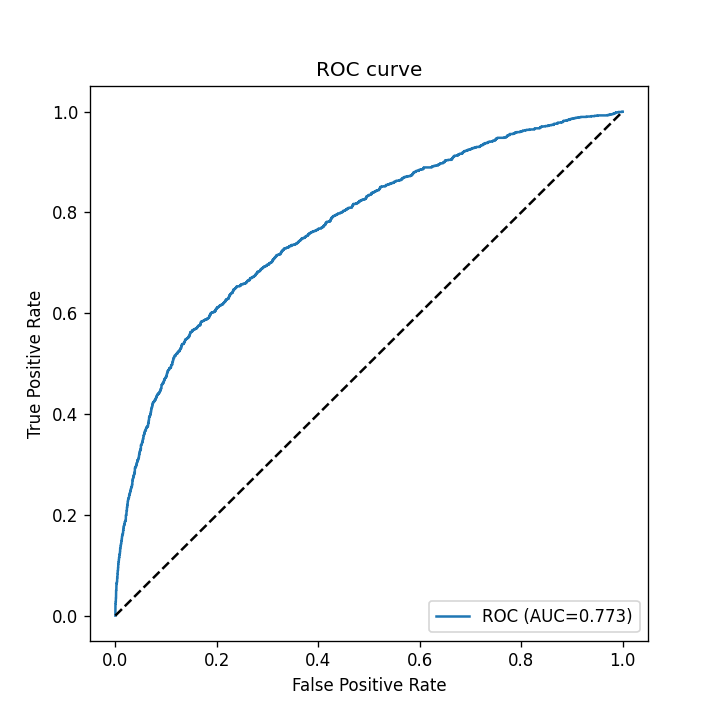 ROC curve
1.0
0.8
0.6
0.4
0.2
0.0
True Positive Rate
ROC (AUC=0.773)
0.0 0.2 0.4 0.6 0.8 1.0
False Positive Rate